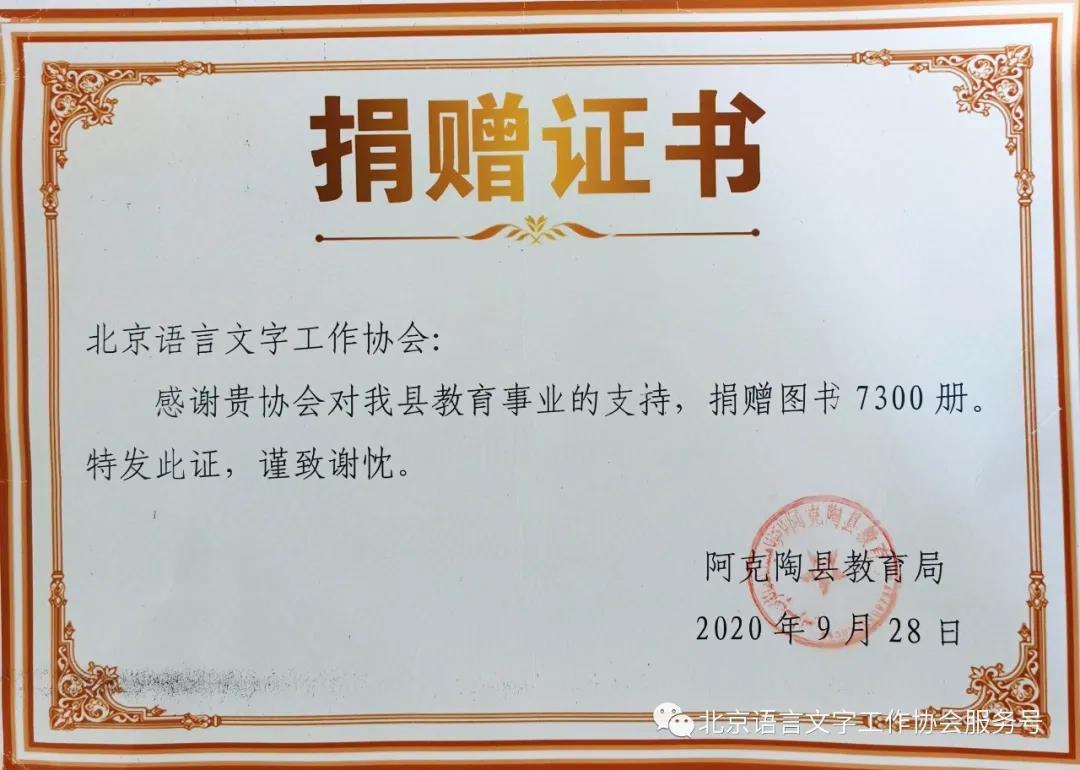 捐赠证书
北京语言文字工作协会:
感谢贵协会对我县教育事业的支持，捐赠图书 7300 册。
特发此证，谨致谢忱。
阿克陶县教育局
2020 年 9 月 28 日
北京语言文字工作协会服务号